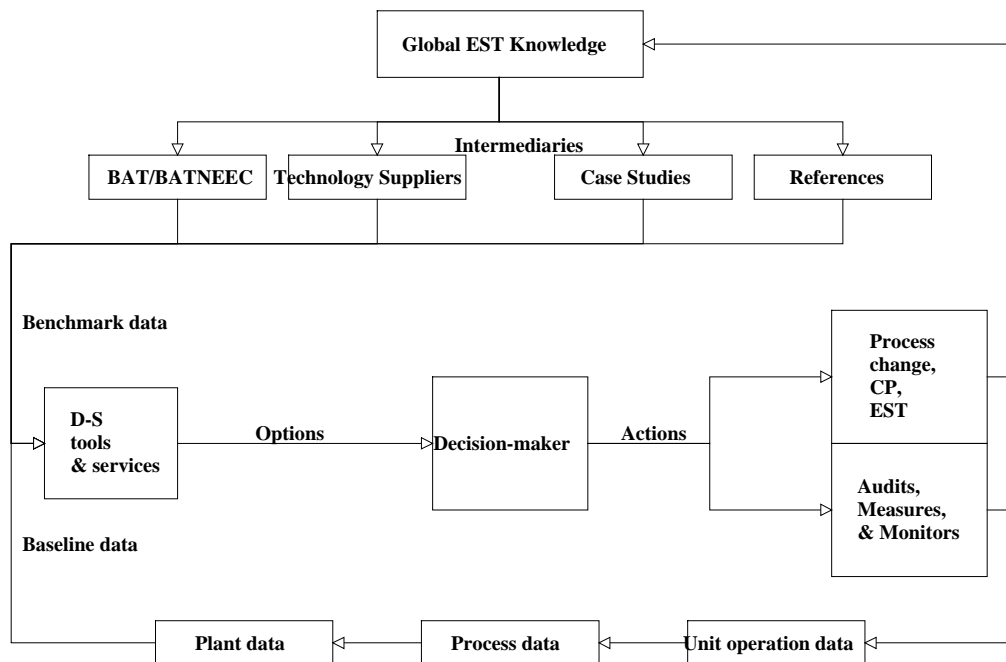 Global EST Knowledge
Intermediaries
BAT/BATNEEC
Technology Suppliers
Case Studies
References
Benchmark data
Process
change,
CP,
EST
D-S
tools
& services
Options
Decision-maker
Actions
Audits,
Measures,
& Monitors
Baseline data
Plant data
Process data
Unit operation data